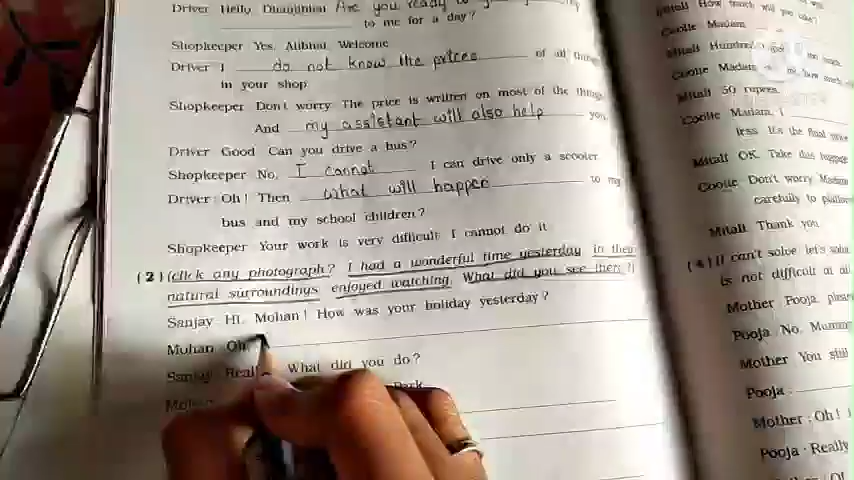 Driver Hello Dhanjibhai Are you ready to
to me for a day?
Shopkeeper Yes, Alibhai Welcome
Driver I do not know the prices of all things
in your shop
Shopkeeper Don't worry The price is written on most of the things
And my assistant will also help you
Driver Good Can you drive a bus?
Shopkeeper No, I cannot I can drive only a scooter
Driver : Oh ! Then what will happen to my
bus and my school children?
Shopkeeper Your work is very difficult I cannot do it
(2) (click any photograph? I had a wonderful time yesterday in their
natural surroundings enjoyed watching. What did you see there ?)
Sanjay Hi, Mohan ! How was your holiday yesterday ?
Mohan : Oh,
Sanjay Really What did you do?
Park
Mitali How much will you take?
Coolie Madam
Mitali Hundred
Coolie Madam
Mitali 50 rupees
Coolie Madam, I
less It's the final price
Mitali OK. Take this luggage
Coolie Don't worry Madam
carefully to platform
Mitali Thank you
(4) (I can't solve let's solve
is not difficult at all
Mother : Pooja, please
Pooja : No, Mummy
Mother You still
Pooja :
Mother : Oh ! I
Pooja : Really